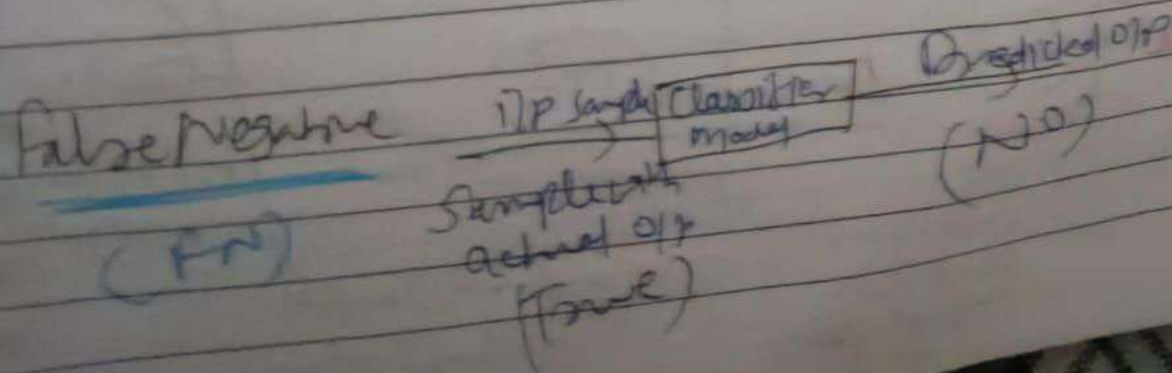 False Negative
(FN)
i/p sample
Classifier
model
Predicted O/P
(NO)
Sample with
actual O/P
(True)